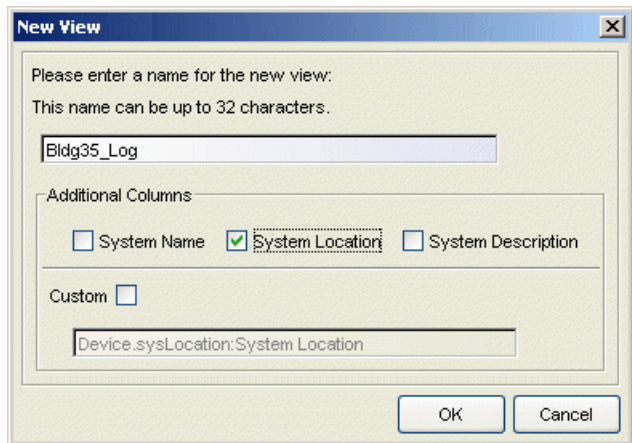 New View
Please enter a name for the new view:
This name can be up to 32 characters.
Bldg35_Log
Additional Columns
System Name System Location System Description
Custom
Device.sysLocation:System Location
OK Cancel